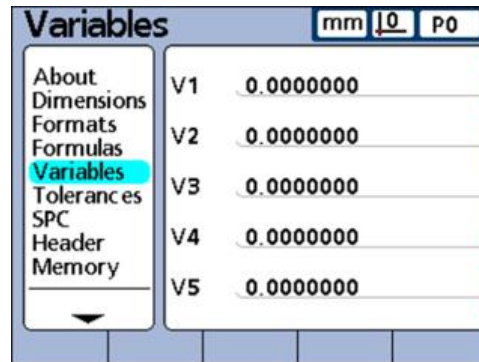 Variables mm 0 P0
About
Dimensions
Formats
Formulas
Variables
Tolerances
SPC
Header
Memory
V1 0.0000000
V2 0.0000000
V3 0.0000000
V4 0.0000000
V5 0.0000000